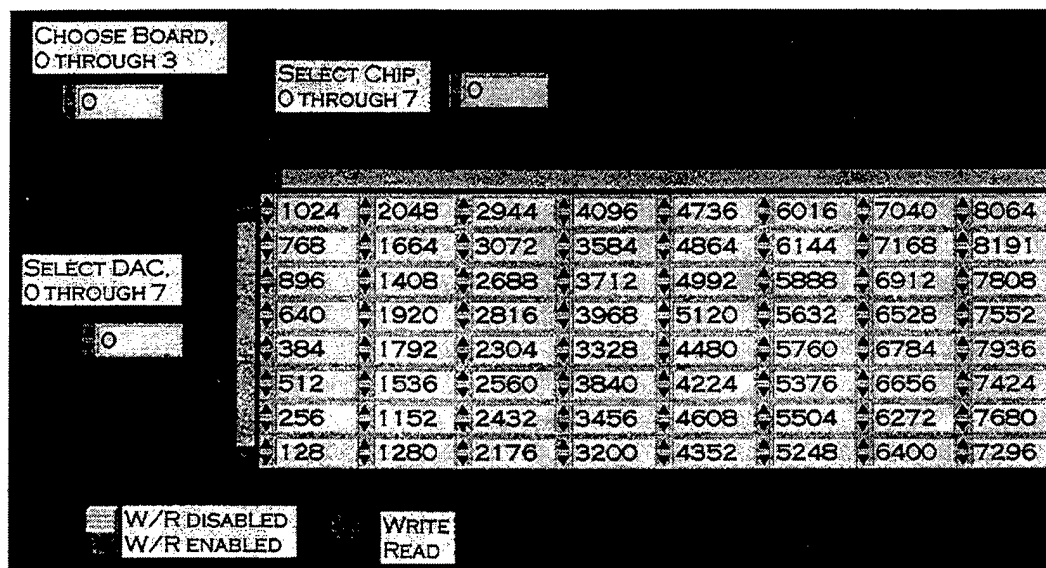 CHOOSE BOARD,
0 THROUGH 3
0
SELECT CHIP,
0 THROUGH 7
0
1024 2048 2944 4096 4736 6016 7040 8064
768 1664 3072 3584 4864 6144 7168 8191
896 1408 2688 3712 4992 5888 6912 7808
640 1920 2816 3968 5120 5632 6528 7552
384 1792 2304 3328 4480 5760 6784 7936
512 1536 2560 3840 4224 5376 6656 7424
256 1152 2432 3456 4608 5504 6272 7680
128 1280 2176 3200 4352 5248 6400 7296
SELECT DAC,
0 THROUGH 7
0
W/R DISABLED
W/R ENABLED
WRITE
READ